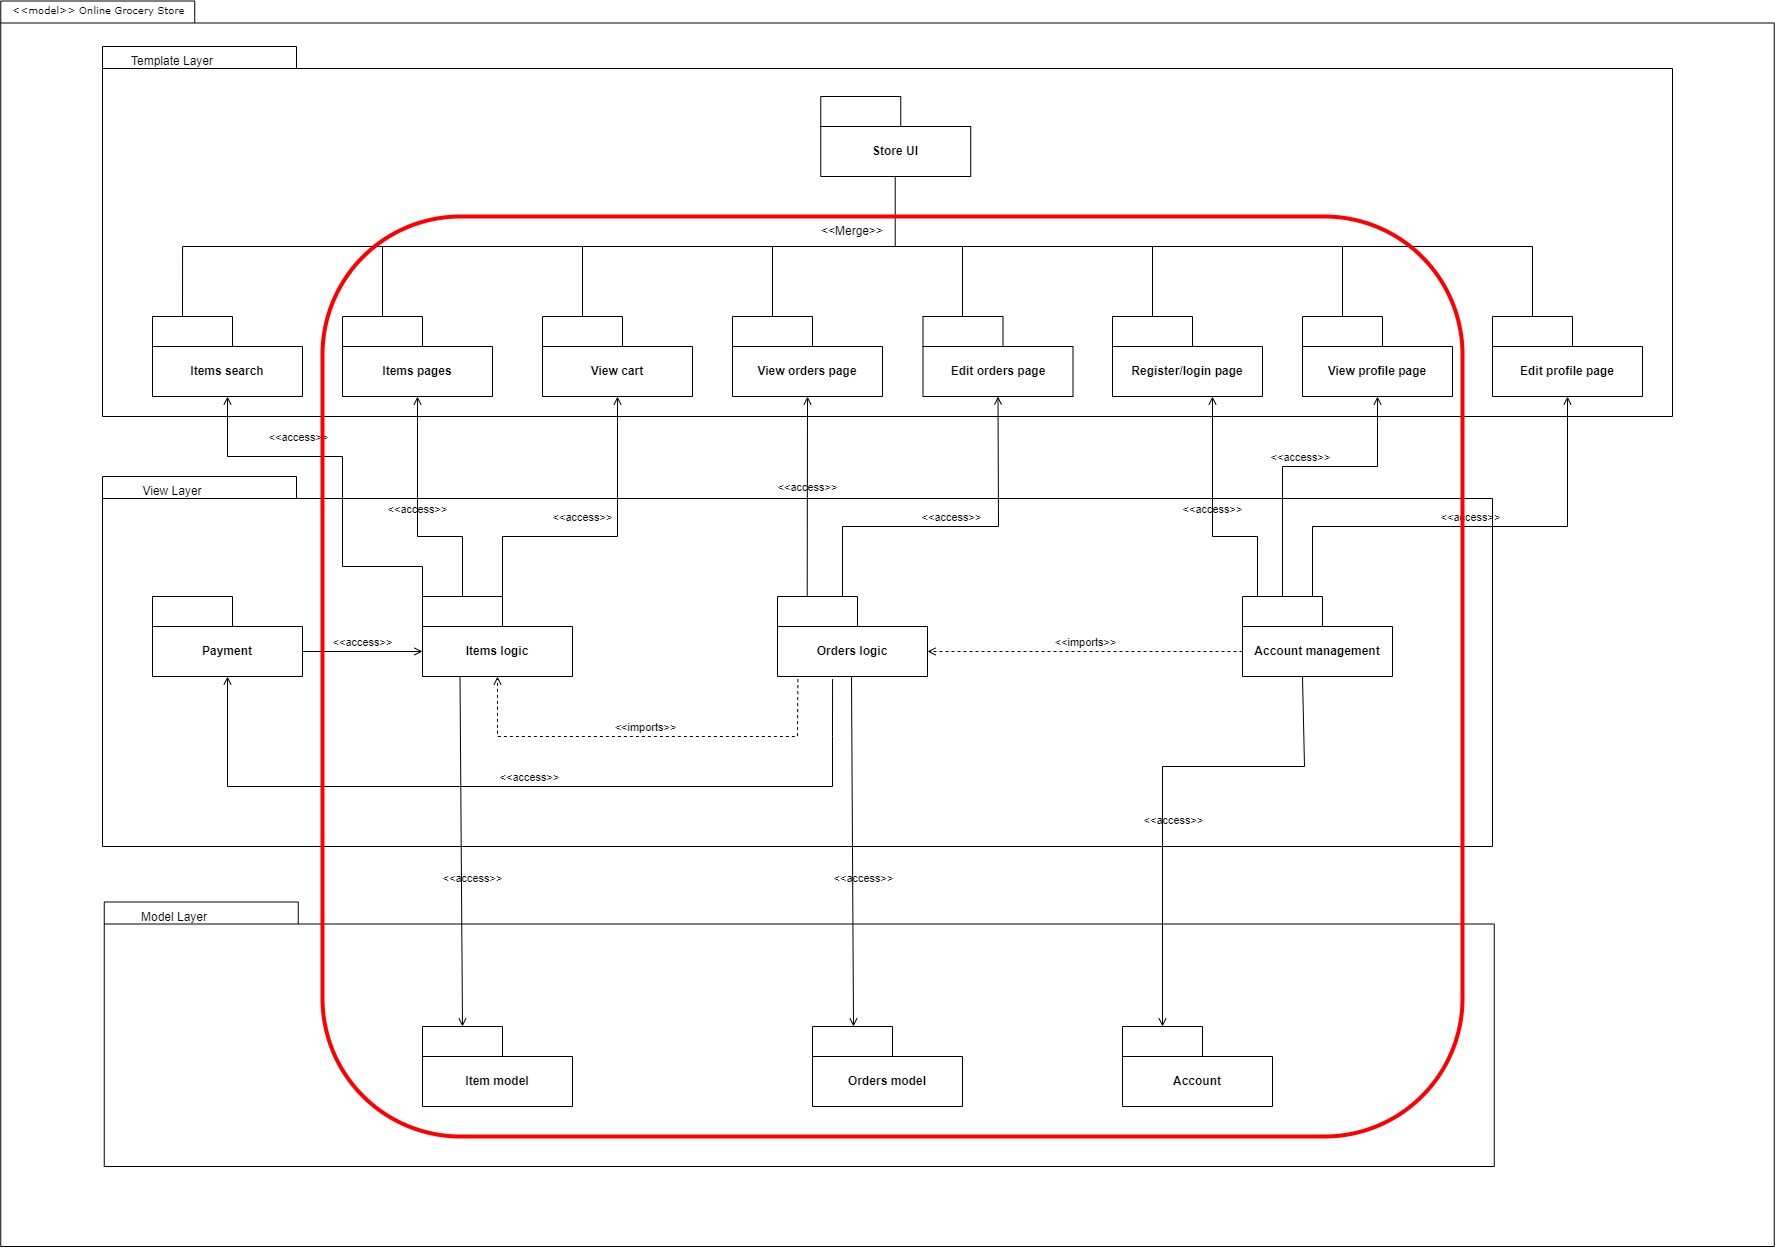 <<model>> Online Grocery Store
Template Layer
Store UI
<<Merge>>
Items search
Items pages
View cart
View orders page
Edit orders page
Register/login page
View profile page
Edit profile page
<<access>>
<<access>>
<<access>>
View Layer
<<access>>
<<access>>
<<access>>
<<access>>
<<access>>
<<access>>
Payment
<<access>>
Items logic
Orders logic
<<imports>>
Account management
<<imports>>
<<access>>
<<access>>
<<access>>
<<access>>
Model Layer
Item model
Orders model
Account